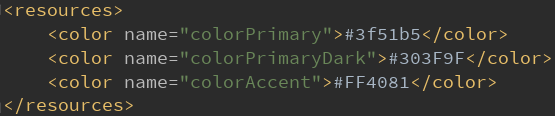 <resources>
    <color name="colorPrimary">#3f51b5</color>
    <color name="colorPrimaryDark">#303F9F</color>
    <color name="colorAccent">#FF4081</color>
</resources>